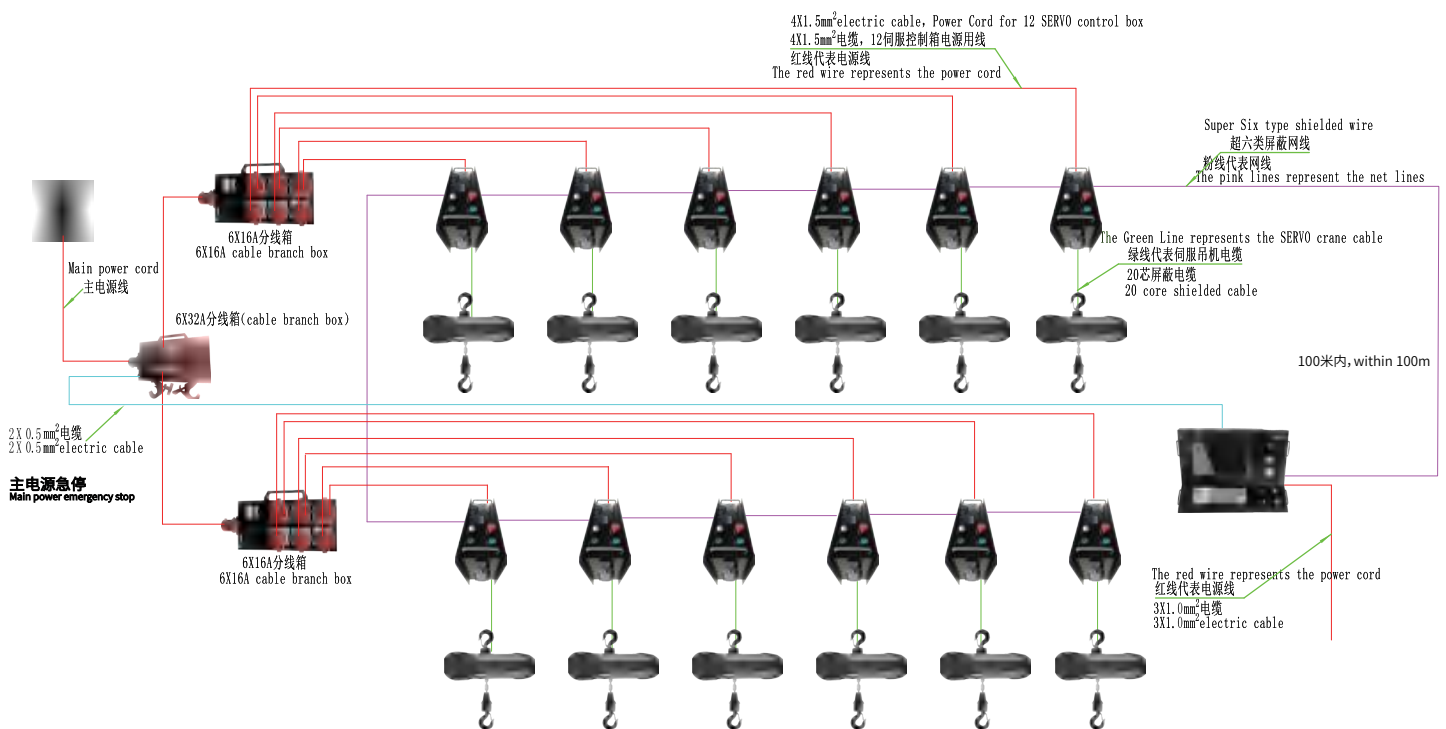 4X1.5mm²electric cable, Power Cord for 12 SERVO control box
4X1.5mm²电缆，12伺服控制箱电源用线
红线代表电源线
The red wire represents the power cord
Super Six type shielded wire
超六类屏蔽网线
粉线代表网线
The pink lines represent the net lines
6X16A分线箱
6X16A cable branch box
The Green Line represents the SERVO crane cable
绿线代表伺服吊机电缆
20芯屏蔽电缆
20 core shielded cable
Main power cord
主电源线
6X32A分线箱(cable branch box)
100米内，within 100m
2X0.5mm²电缆
2X0.5mm²electric cable
主电源急停
Main power emergency stop
6X16A分线箱
6X16A cable branch box
The red wire represents the power cord
红线代表电源线
3X1.0mm²电缆
3X1.0mm²electric cable